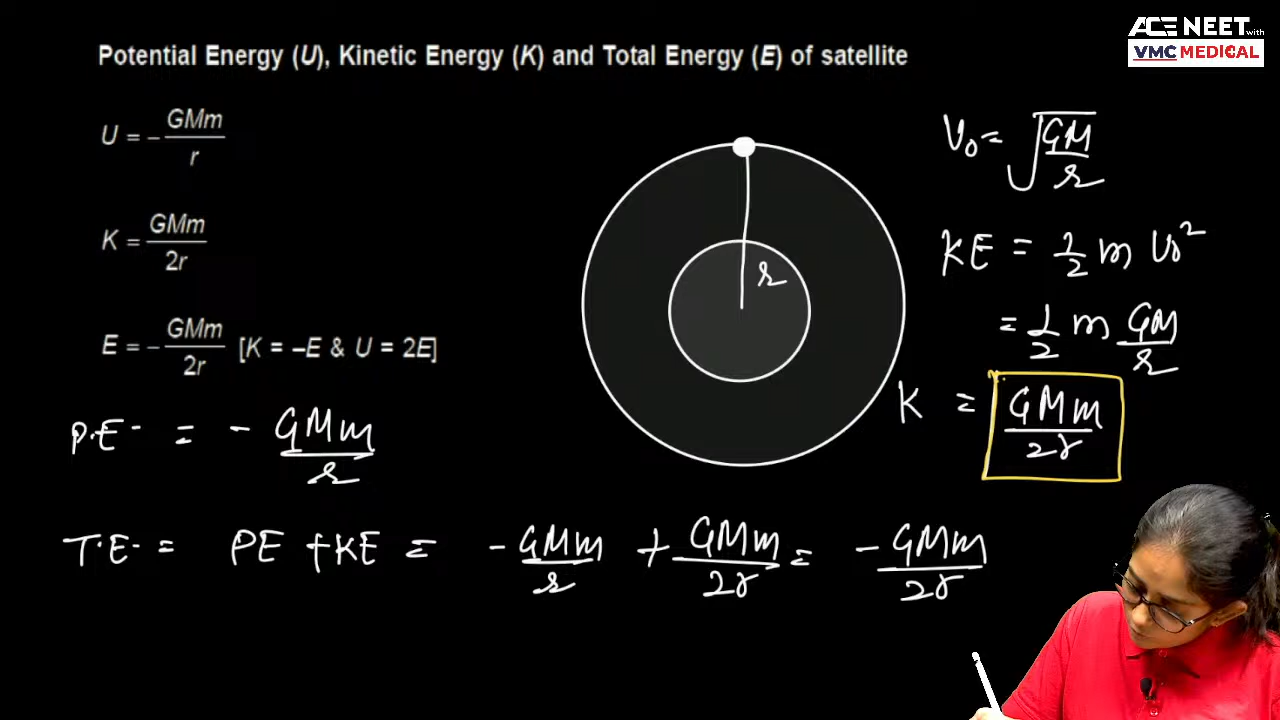 ACE NEET with
VMC MEDICAL
Potential Energy (U), Kinetic Energy (K) and Total Energy (E) of satellite
U = - GMm / r
K = GMm / 2r
E = - GMm / 2r [K = –E & U = 2E]
P.E. = - GMm / r
T.E. = PE + KE = - GMm / r + GMm / 2r = - GMm / 2r
r
V₀ = √(GM / r)
KE = 1/2 m V₀²
= 1/2 m GM / r
K = GMm / 2r